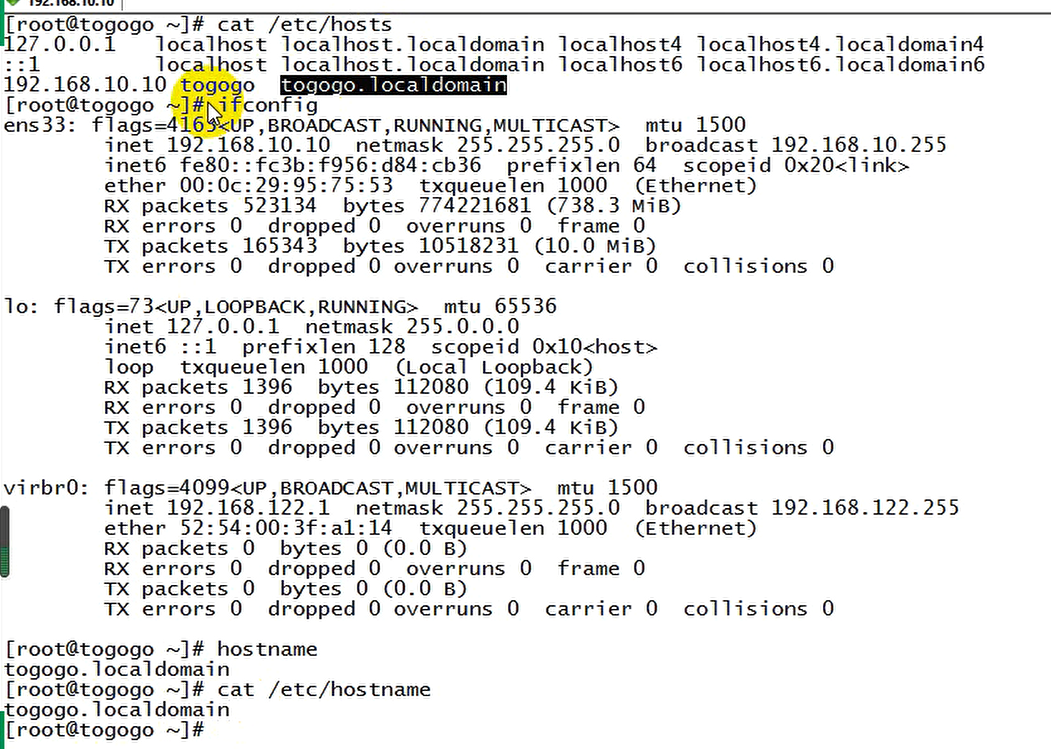 192.168.10.10
[root@togogo ~]# cat /etc/hosts
127.0.0.1   localhost localhost.localdomain localhost4 localhost4.localdomain4
::1         localhost localhost.localdomain localhost6 localhost6.localdomain6
192.168.10.10 togogo  togogo.localdomain
[root@togogo ~]# ifconfig
ens33: flags=4163<UP,BROADCAST,RUNNING,MULTICAST>  mtu 1500
        inet 192.168.10.10  netmask 255.255.255.0  broadcast 192.168.10.255
        inet6 fe80::fc3b:f956:d84:cb36  prefixlen 64  scopeid 0x20<link>
        ether 00:0c:29:95:75:53  txqueuelen 1000  (Ethernet)
        RX packets 523134  bytes 774221681 (738.3 MiB)
        RX errors 0  dropped 0  overruns 0  frame 0
        TX packets 165343  bytes 10518231 (10.0 MiB)
        TX errors 0  dropped 0 overruns 0  carrier 0  collisions 0

lo: flags=73<UP,LOOPBACK,RUNNING>  mtu 65536
        inet 127.0.0.1  netmask 255.0.0.0
        inet6 ::1  prefixlen 128  scopeid 0x10<host>
        loop  txqueuelen 1000  (Local Loopback)
        RX packets 1396  bytes 112080 (109.4 KiB)
        RX errors 0  dropped 0  overruns 0  frame 0
        TX packets 1396  bytes 112080 (109.4 KiB)
        TX errors 0  dropped 0 overruns 0  carrier 0  collisions 0

virbr0: flags=4099<UP,BROADCAST,MULTICAST>  mtu 1500
        inet 192.168.122.1  netmask 255.255.255.0  broadcast 192.168.122.255
        ether 52:54:00:3f:a1:14  txqueuelen 1000  (Ethernet)
        RX packets 0  bytes 0 (0.0 B)
        RX errors 0  dropped 0  overruns 0  frame 0
        TX packets 0  bytes 0 (0.0 B)
        TX errors 0  dropped 0 overruns 0  carrier 0  collisions 0

[root@togogo ~]# hostname
togogo.localdomain
[root@togogo ~]# cat /etc/hostname
togogo.localdomain
[root@togogo ~]#